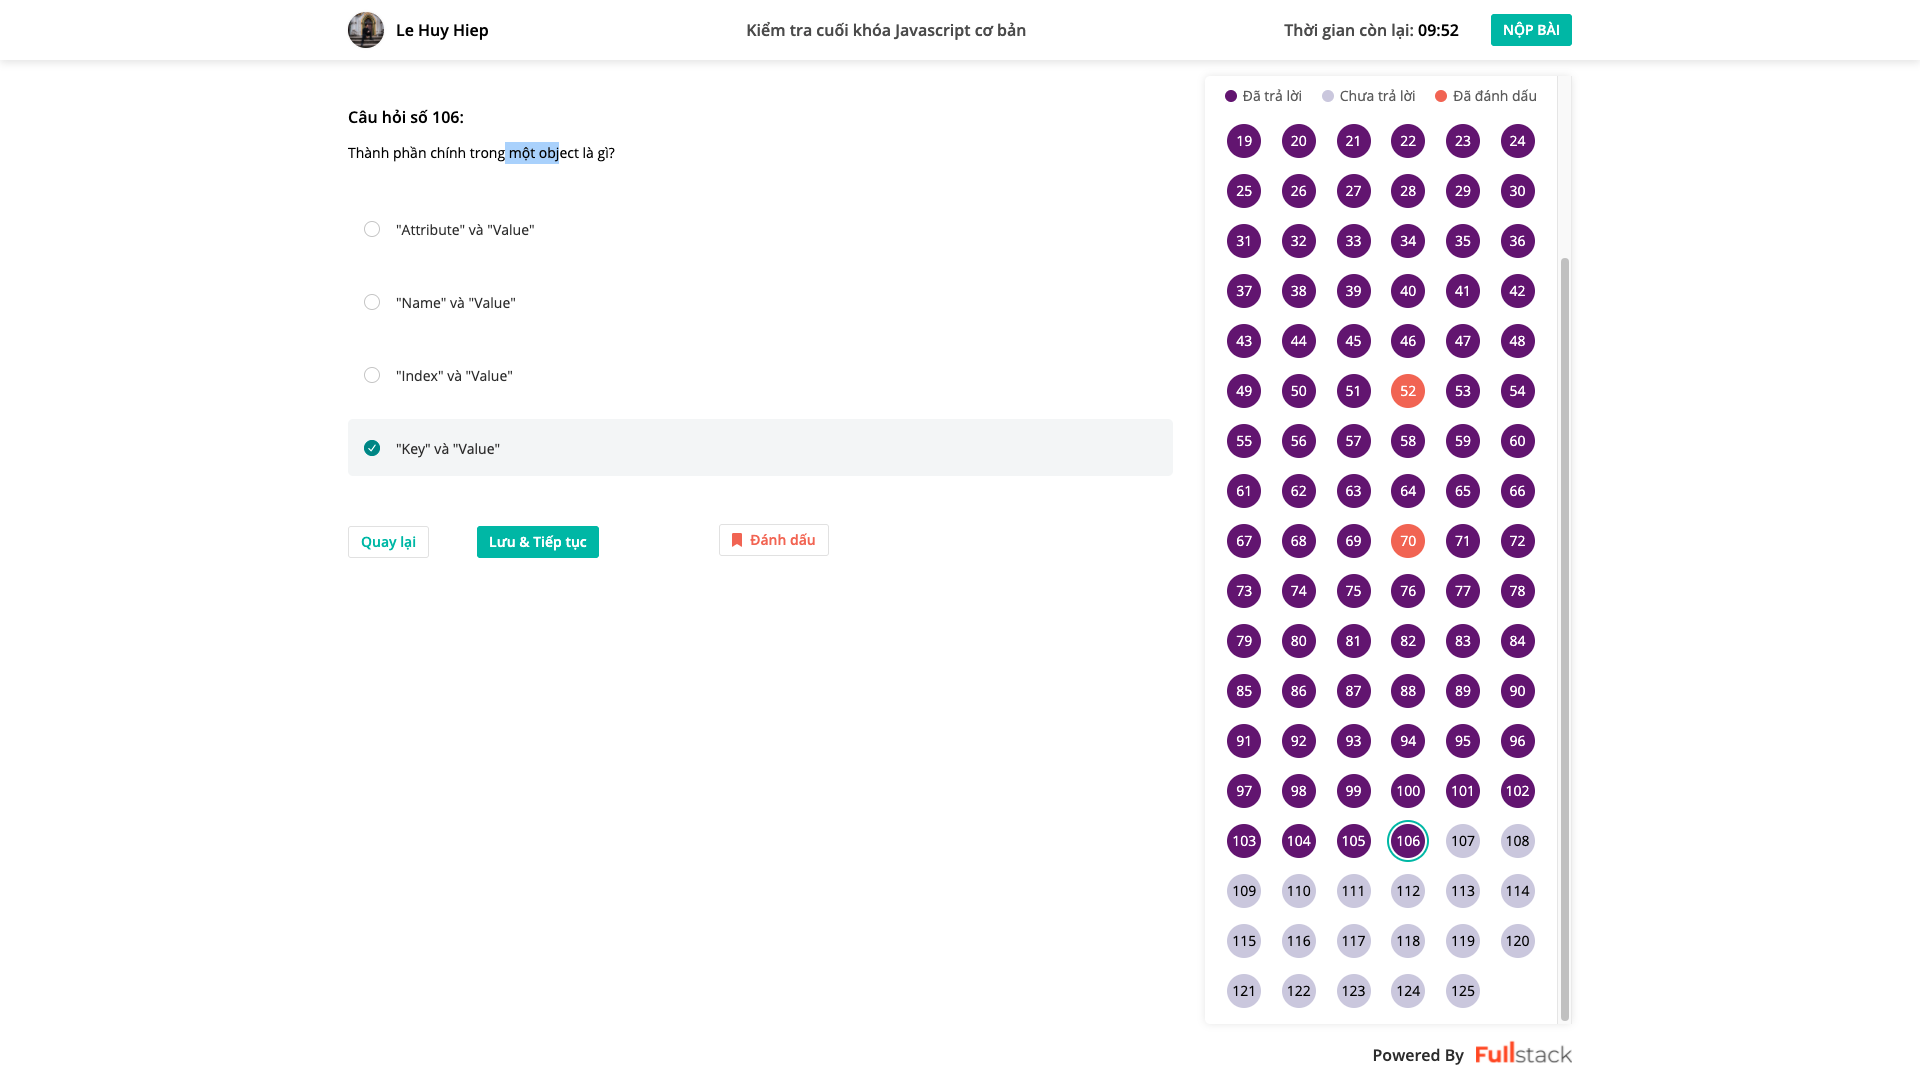 Le Huy Hiep
Kiểm tra cuối khóa Javascript cơ bản
Thời gian còn lại: 09:52
NỘP BÀI
Câu hỏi số 106:
Thành phần chính trong một object là gì?
"Attribute" và "Value"
"Name" và "Value"
"Index" và "Value"
"Key" và "Value"
Quay lại
Lưu & Tiếp tục
Đánh dấu
Đã trả lời
Chưa trả lời
Đã đánh dấu
19 20 21 22 23 24
25 26 27 28 29 30
31 32 33 34 35 36
37 38 39 40 41 42
43 44 45 46 47 48
49 50 51 52 53 54
55 56 57 58 59 60
61 62 63 64 65 66
67 68 69 70 71 72
73 74 75 76 77 78
79 80 81 82 83 84
85 86 87 88 89 90
91 92 93 94 95 96
97 98 99 100 101 102
103 104 105 106 107 108
109 110 111 112 113 114
115 116 117 118 119 120
121 122 123 124 125
Powered By Fullstack